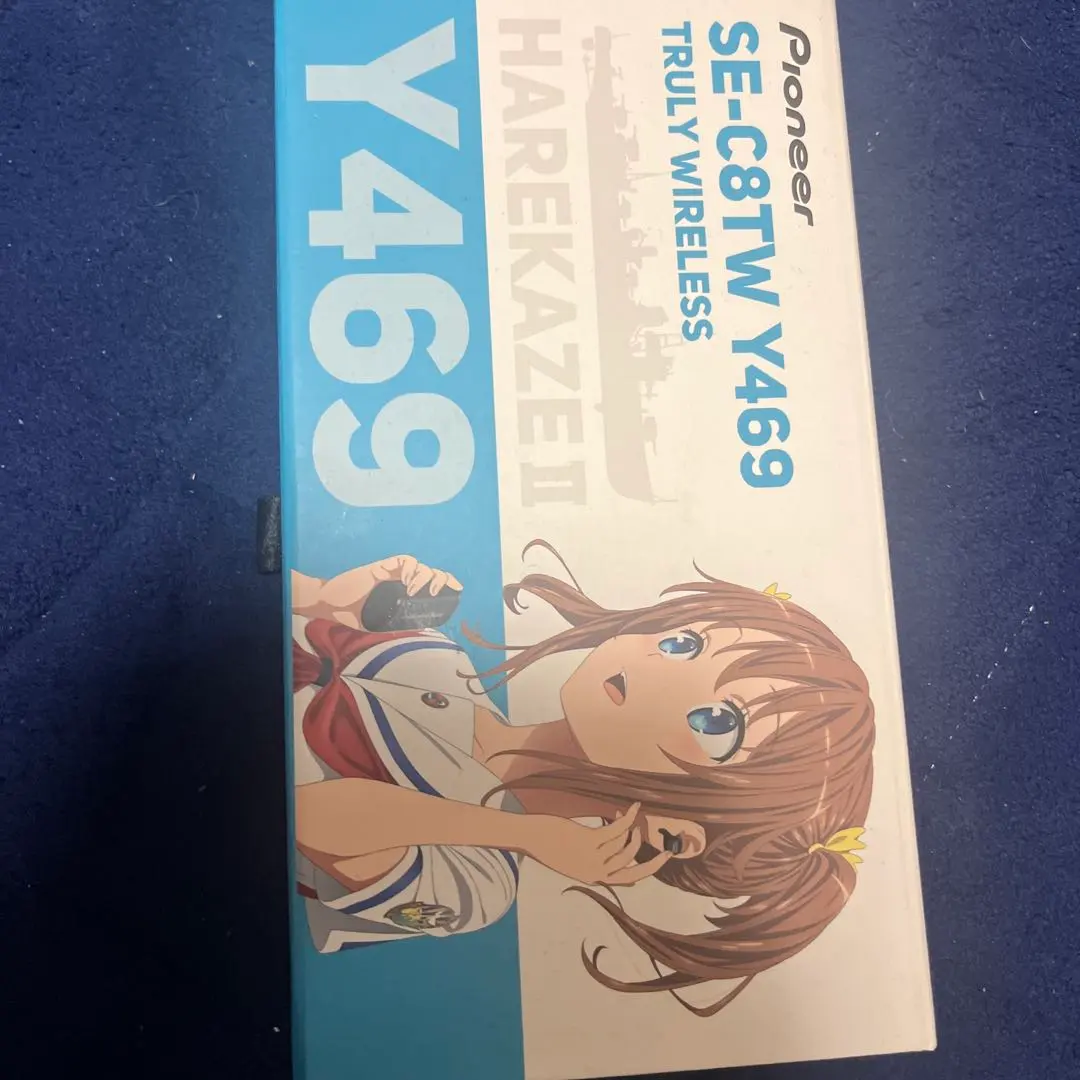 Pioneer
SE-C8TW Y469
TRULY WIRELESS
HAREKAZE II
Y469